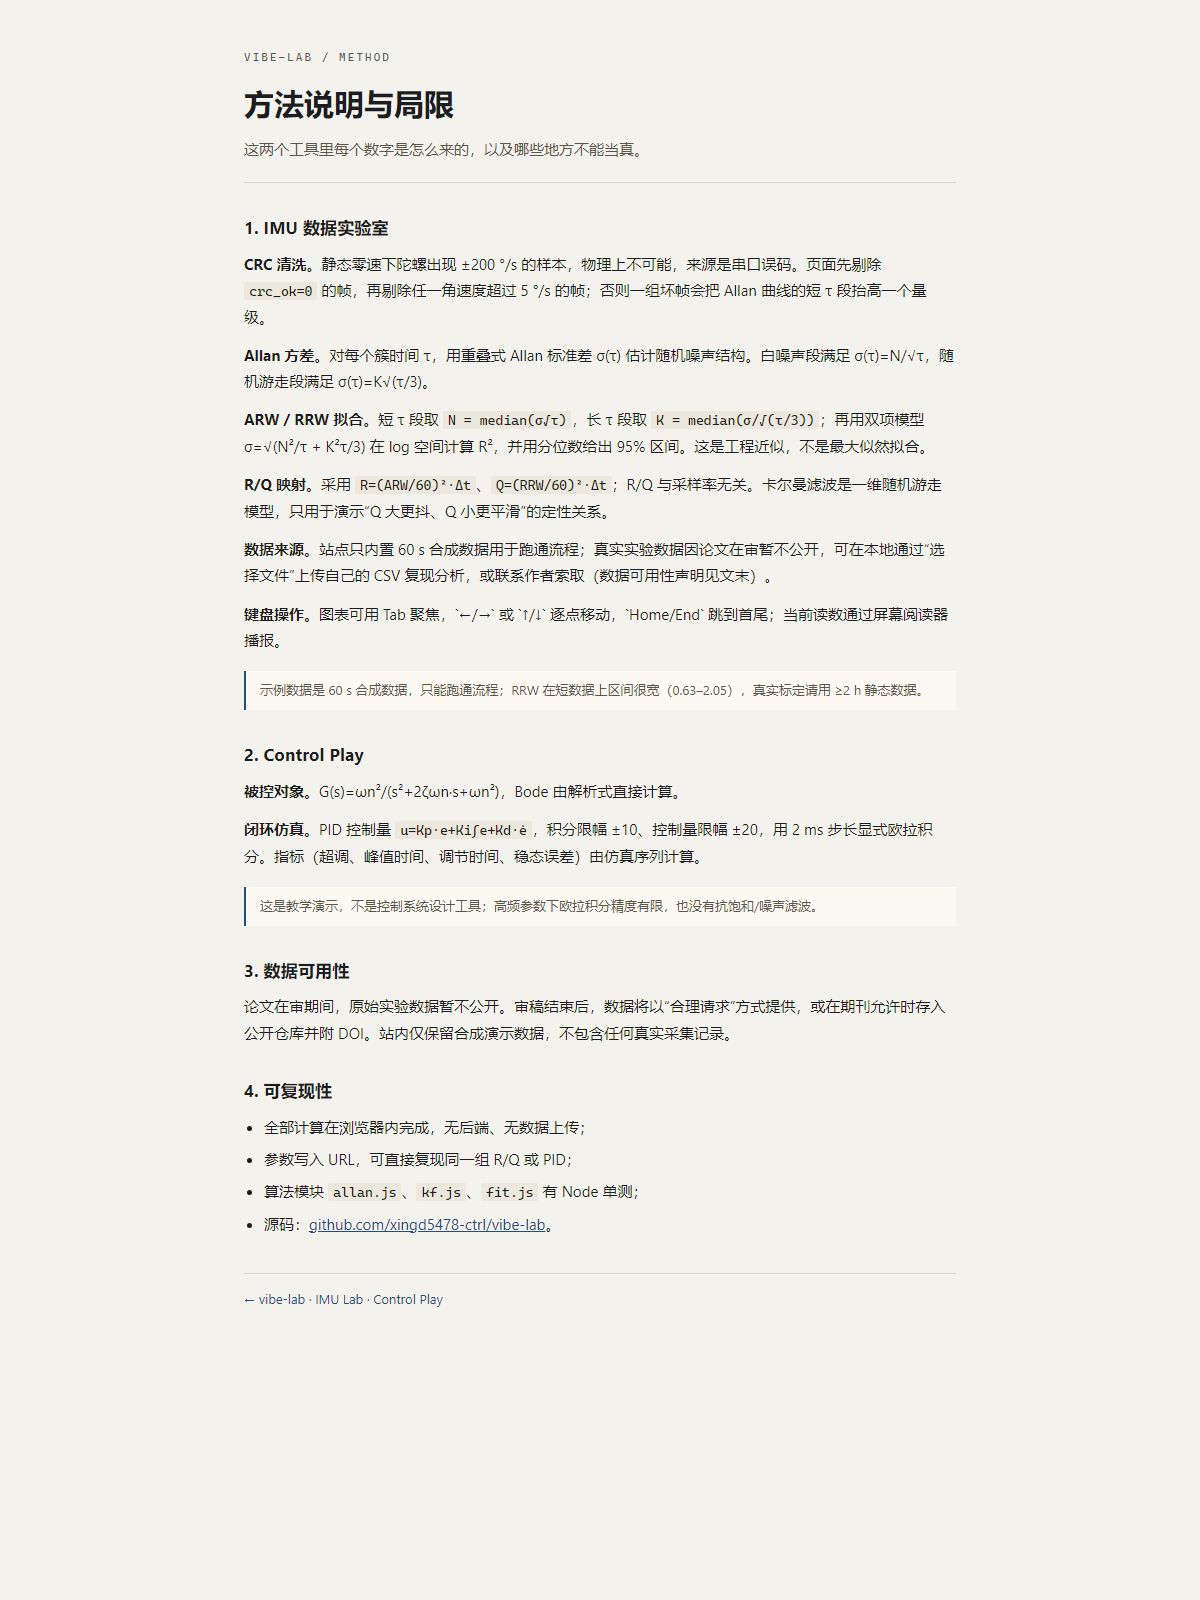 VIBE-LAB / METHOD
方法说明与局限
这两个工具里每个数字是怎么来的，以及哪些地方不能当真。
1. IMU 数据实验室
CRC 清洗。静态零速下陀螺出现 ±200 °/s 的样本，物理上不可能，来源是串口误码。页面先剔除
crc_ok=0 的帧，再剔除任一角速度超过 5 °/s 的帧；否则一组坏帧会把 Allan 曲线的短 τ 段抬高一个量
级。
Allan 方差。对每个簇时间 τ，用重叠式 Allan 标准差 σ(τ) 估计随机噪声结构。白噪声段满足 σ(τ)=N/√τ，随
机游走段满足 σ(τ)=K√(τ/3)。
ARW / RRW 拟合。短 τ 段取 N = median(σ√τ)，长 τ 段取 K = median(σ/√(τ/3))；再用双项模型
σ=√(N²/τ + K²τ/3) 在 log 空间计算 R²，并用分位数给出 95% 区间。这是工程近似，不是最大似然拟合。
R/Q 映射。采用 R=(ARW/60)²·Δt、Q=(RRW/60)²·Δt；R/Q 与采样率无关。卡尔曼滤波是一维随机游走
模型，只用于演示“Q 大更抖、Q 小更平滑”的定性关系。
数据来源。站点只内置 60 s 合成数据用于跑通流程；真实实验数据因论文在审暂不公开，可在本地通过“选
择文件”上传自己的 CSV 复现分析，或联系作者索取（数据可用性声明见文末）。
键盘操作。图表可用 Tab 聚焦，`←/→` 或 `↑/↓` 逐点移动，`Home/End` 跳到首尾；当前读数通过屏幕阅读器
播报。
示例数据是 60 s 合成数据，只能跑通流程；RRW 在短数据上区间很宽（0.63–2.05），真实标定请用 ≥2 h 静态数据。
2. Control Play
被控对象。G(s)=ωn²/(s²+2ζωn·s+ωn²)，Bode 由解析式直接计算。
闭环仿真。PID 控制量 u=Kp·e+Ki∫e+Kd·ė，积分限幅 ±10、控制量限幅 ±20，用 2 ms 步长显式欧拉积
分。指标（超调、峰值时间、调节时间、稳态误差）由仿真序列计算。
这是教学演示，不是控制系统设计工具；高频参数下欧拉积分精度有限，也没有抗饱和/噪声滤波。
3. 数据可用性
论文在审期间，原始实验数据暂不公开。审稿结束后，数据将以“合理请求”方式提供，或在期刊允许时存入
公开仓库并附 DOI。站内仅保留合成演示数据，不包含任何真实采集记录。
4. 可复现性
• 全部计算在浏览器内完成，无后端、无数据上传；
• 参数写入 URL，可直接复现同一组 R/Q 或 PID；
• 算法模块 allan.js、kf.js、fit.js 有 Node 单测；
• 源码：github.com/xingd5478-ctrl/vibe-lab。
← vibe-lab · IMU Lab · Control Play